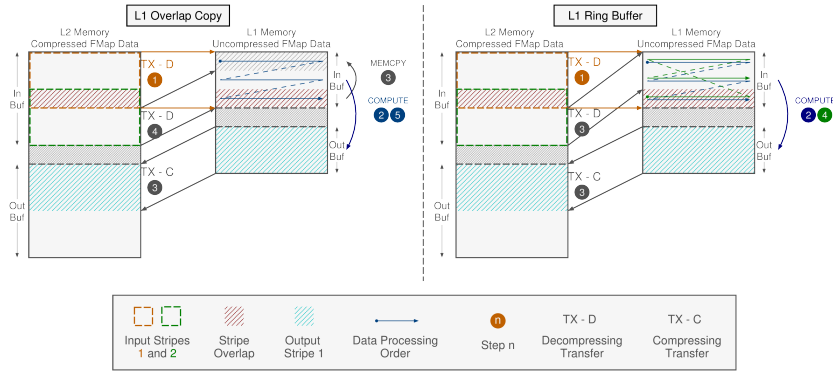 L1 Overlap Copy
L2 Memory
Compressed FMap Data
L1 Memory
Uncompressed FMap Data
In
Buf
Out
Buf
TX - D
1
TX - D
4
TX - C
3
In
Buf
Out
Buf
MEMCPY
3
COMPUTE
2 5
L1 Ring Buffer
L2 Memory
Compressed FMap Data
L1 Memory
Uncompressed FMap Data
In
Buf
Out
Buf
TX - D
1
TX - D
3
TX - C
3
In
Buf
Out
Buf
COMPUTE
2 4
Input Stripes
1 and 2
Stripe
Overlap
Output
Stripe 1
Data Processing
Order
n
Step n
TX - D
Decompressing
Transfer
TX - C
Compressing
Transfer